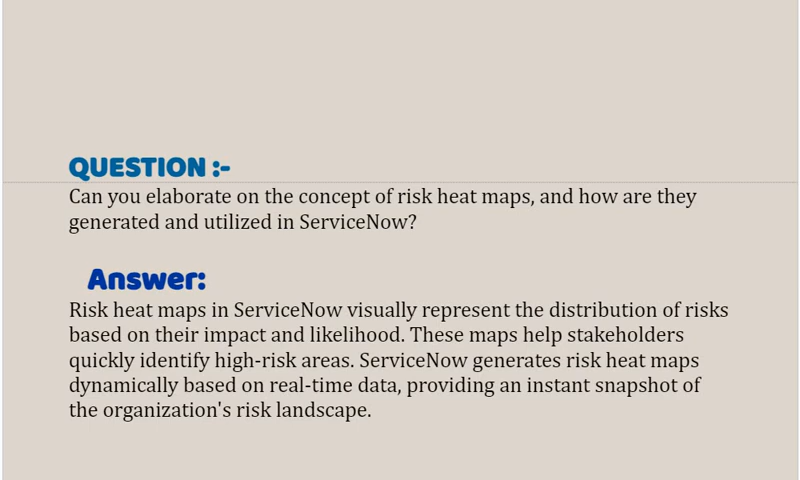 QUESTION :-
Can you elaborate on the concept of risk heat maps, and how are they
generated and utilized in ServiceNow?
Answer:
Risk heat maps in ServiceNow visually represent the distribution of risks
based on their impact and likelihood. These maps help stakeholders
quickly identify high-risk areas. ServiceNow generates risk heat maps
dynamically based on real-time data, providing an instant snapshot of
the organization's risk landscape.